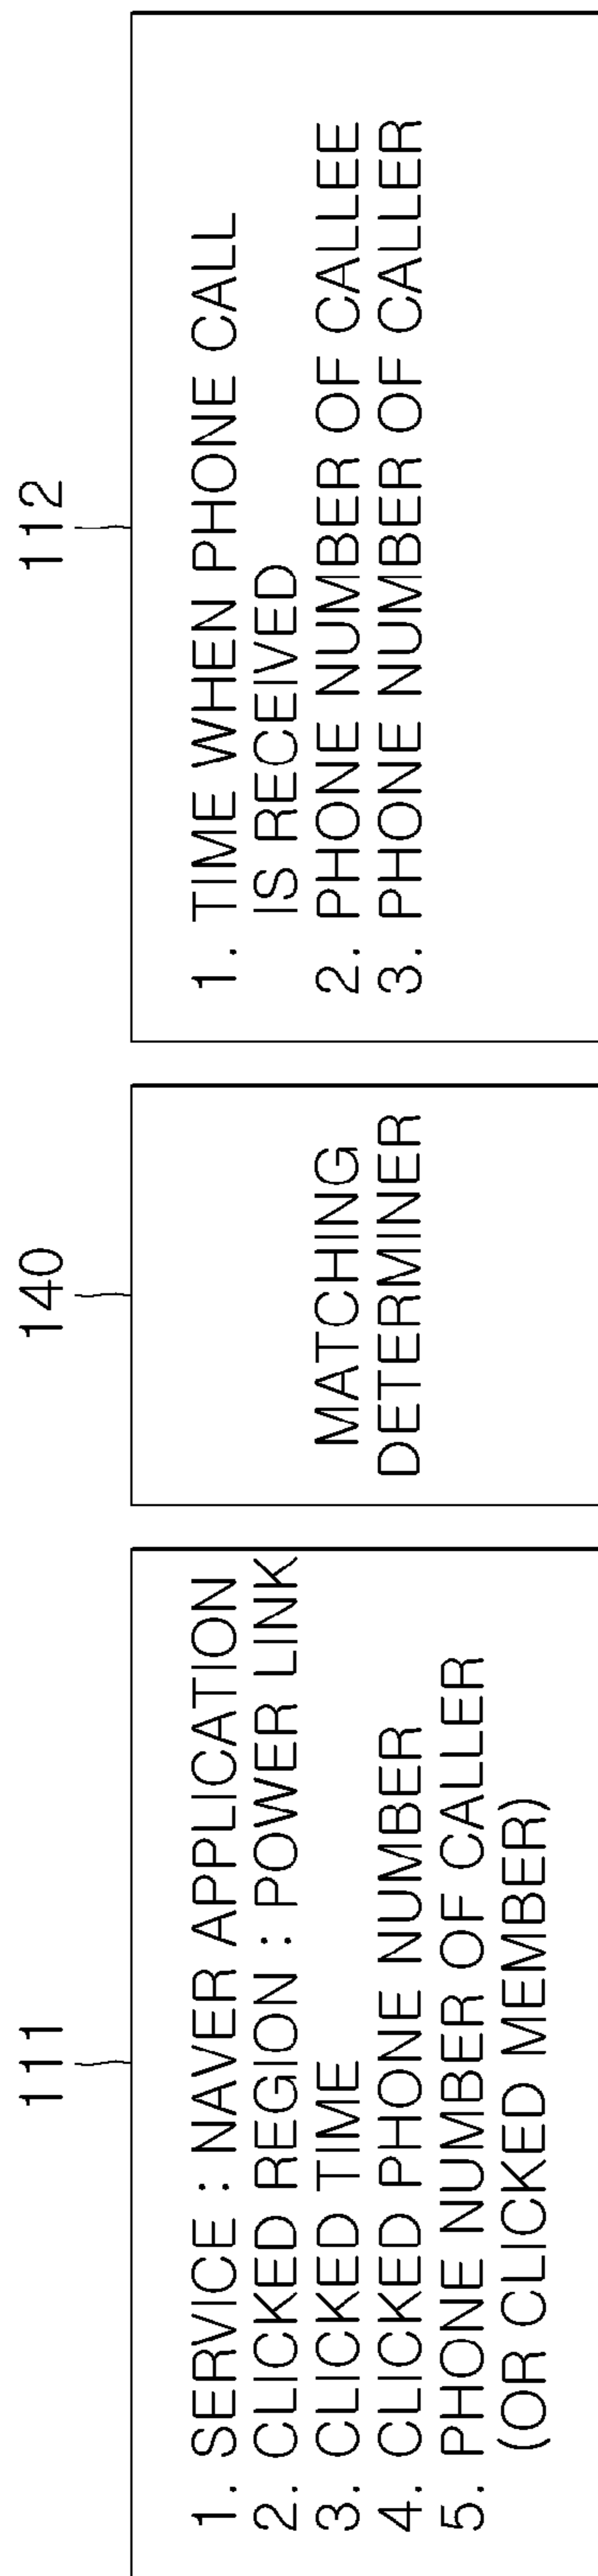 111
1. SERVICE : NAVER APPLICATION
2. CLICKED REGION : POWER LINK
3. CLICKED TIME
4. CLICKED PHONE NUMBER
5. PHONE NUMBER OF CALLER
(OR CLICKED MEMBER)
140
MATCHING
DETERMINER
112
1. TIME WHEN PHONE CALL
IS RECEIVED
2. PHONE NUMBER OF CALLEE
3. PHONE NUMBER OF CALLER